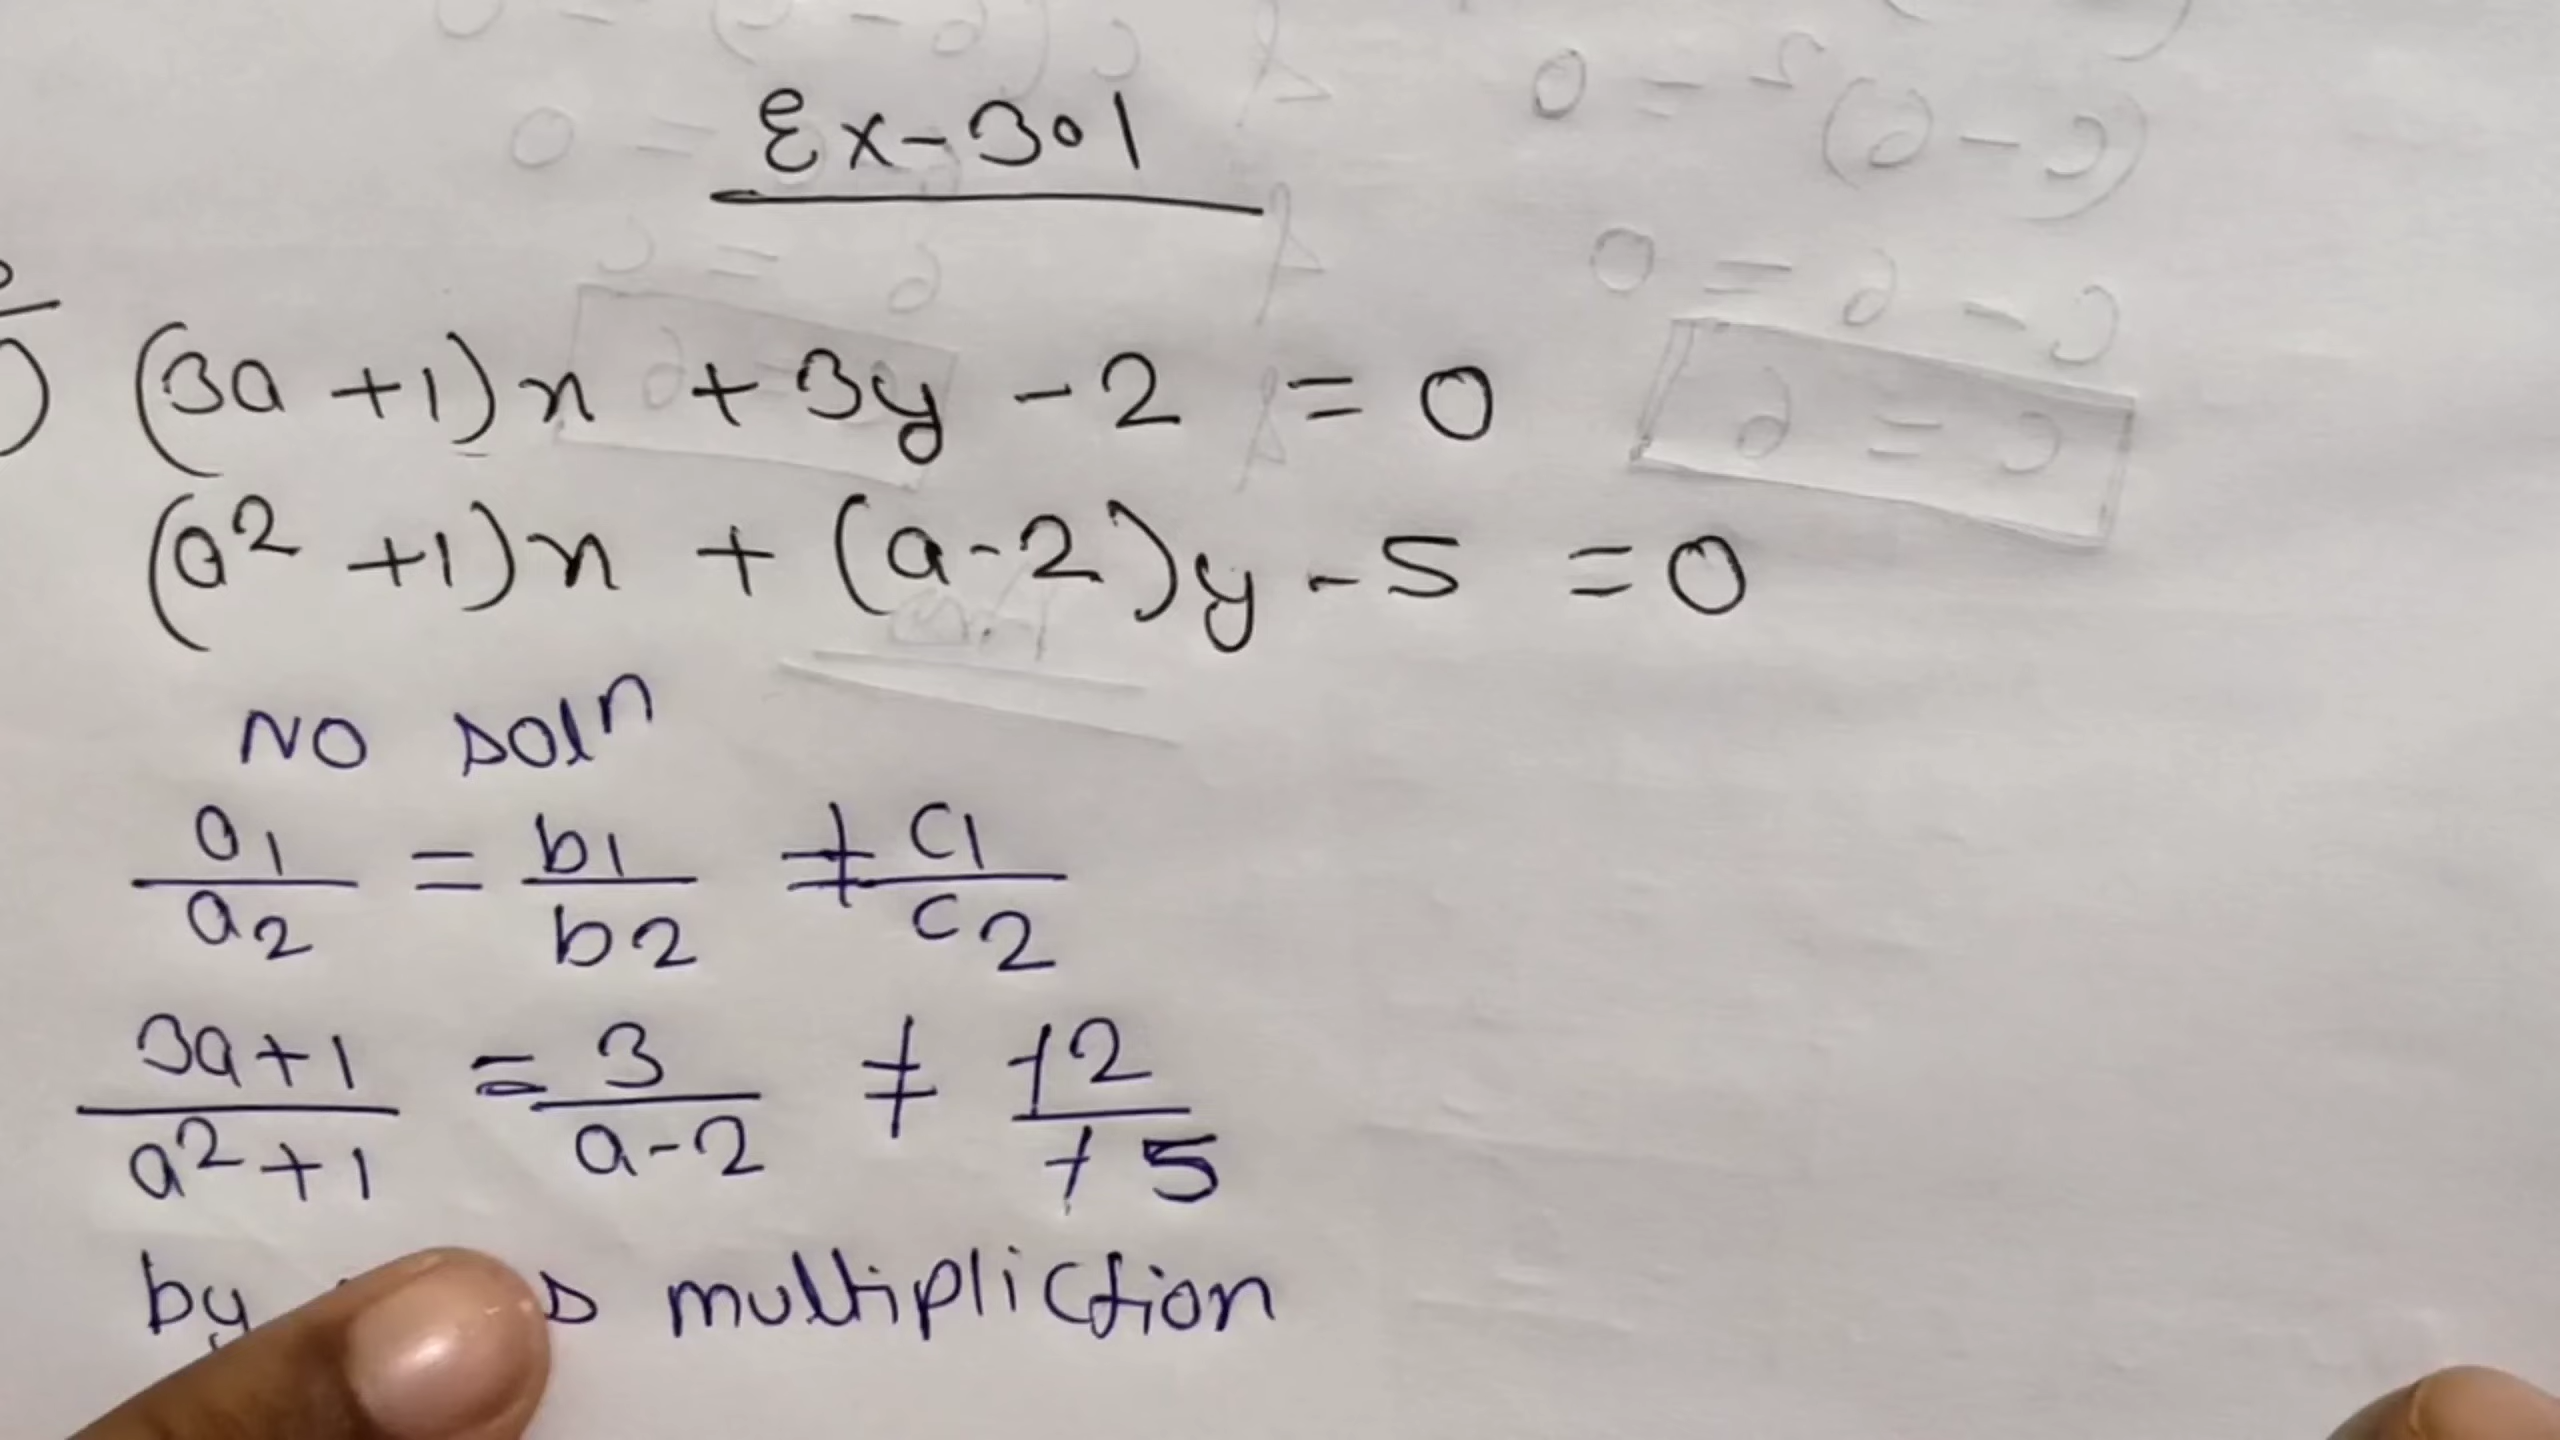 Ex-3.1
(3a+1)x + 3y - 2 = 0
(a² +1)x + (a-2)y - 5 = 0
NO solⁿ
a1/a2 = b1/b2 ≠ c1/c2
3a+1/a²+1 = 3/a-2 ≠ -2/-5
by multipliction